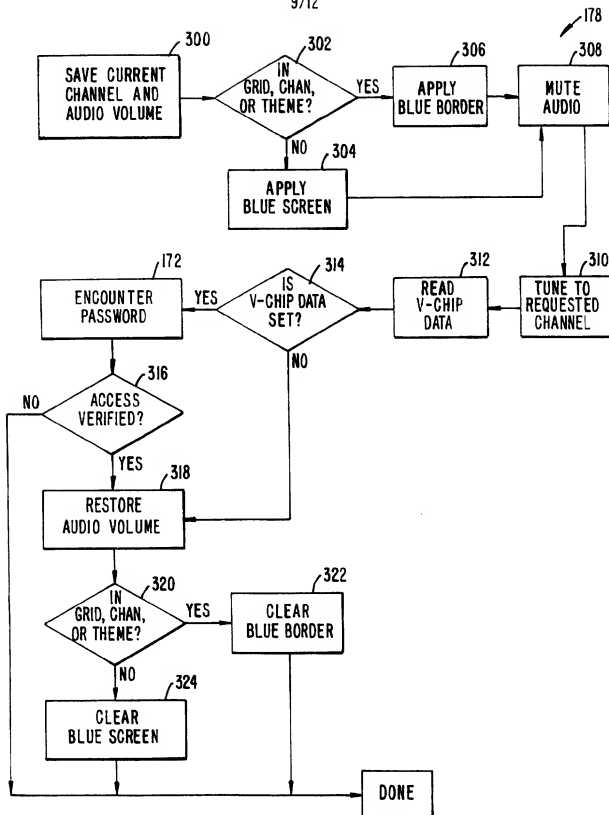 9/12
178
300
SAVE CURRENT
CHANNEL AND
AUDIO VOLUME
302
IN
GRID, CHAN,
OR THEME?
YES
NO
306
APPLY
BLUE BORDER
308
MUTE
AUDIO
304
APPLY
BLUE SCREEN
310
TUNE TO
REQUESTED
CHANNEL
312
READ
V-CHIP
DATA
314
IS
V-CHIP DATA
SET?
YES
NO
172
ENCOUNTER
PASSWORD
316
ACCESS
VERIFIED?
NO
YES
318
RESTORE
AUDIO VOLUME
320
IN
GRID, CHAN,
OR THEME?
YES
NO
322
CLEAR
BLUE BORDER
324
CLEAR
BLUE SCREEN
DONE